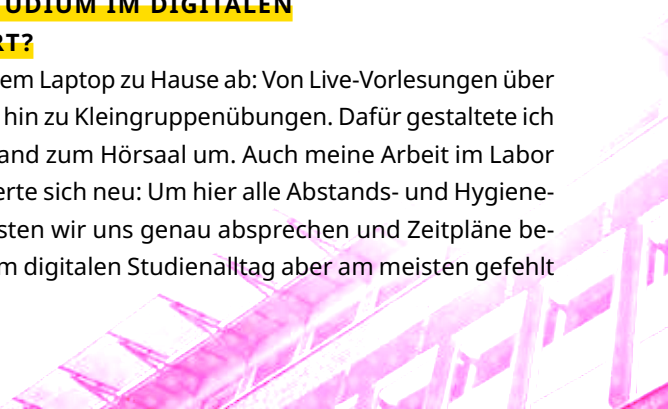 TUDIUM IM DIGITALEN
RT?
em Laptop zu Hause ab: Von Live-Vorlesungen über
hin zu Kleingruppenübungen. Dafür gestaltete ich
and zum Hörsaal um. Auch meine Arbeit im Labor
erte sich neu: Um hier alle Abstands- und Hygiene-
sten wir uns genau absprechen und Zeitpläne be-
m digitalen Studienalltag aber am meisten gefehlt